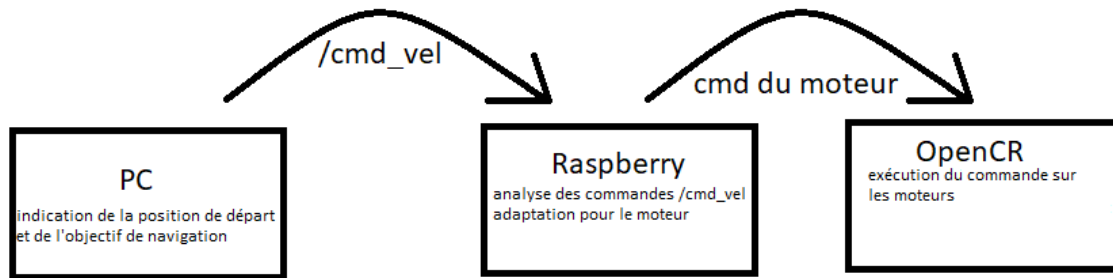 /cmd_vel
cmd du moteur
PC
indication de la position de départ
et de l'objectif de navigation
Raspberry
analyse des commandes /cmd_vel
adaptation pour le moteur
OpenCR
exécution du commande sur
les moteurs